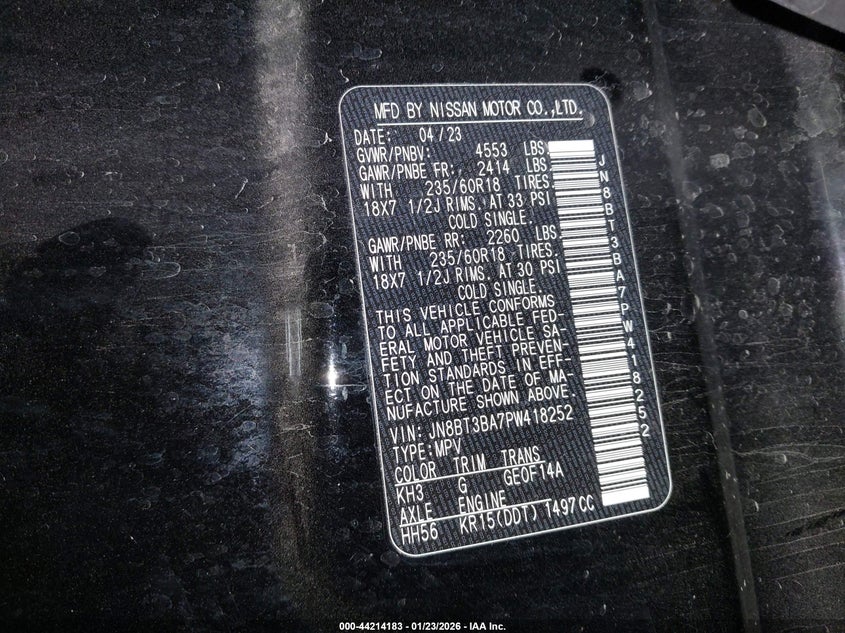 MFD BY NISSAN MOTOR CO.,LTD.
DATE: 04/23
GVWR/PNBV: 4553 LBS
GAWR/PNBE FR: 2414 LBS
WITH 235/60R18 TIRES.
18X7 1/2J RIMS. AT 33 PSI
COLD SINGLE.
GAWR/PNBE RR: 2260 LBS
WITH 235/60R18 TIRES.
18X7 1/2J RIMS. AT 30 PSI
COLD SINGLE.
THIS VEHICLE CONFORMS
TO ALL APPLICABLE FED-
ERAL MOTOR VEHICLE SA-
FETY AND THEFT PREVEN-
TION STANDARDS IN EFF-
ECT ON THE DATE OF MA-
NUFACTURE SHOWN ABOVE.
VIN: JN8BT3BA7PW418252
TYPE:MPV
COLOR TRIM TRANS
KH3 G GE0F14A
AXLE ENGINE
HH56 KR15(DDT) 1497CC
JN8BT3BA7PW418252
000-44214183 - 01/23/2026 - IAA Inc.